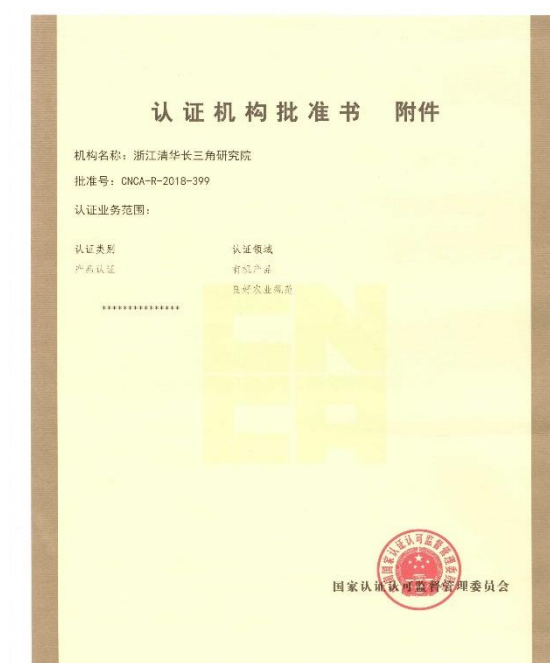 认证机构批准书 附件
机构名称：浙江清华长三角研究院
批准号：CNCA-R-2018-399
认证业务范围：
认证类别 认证领域
产品认证 有机产品
良好农业规范
***************
CN
CA
国家认证认可监督管理委员会